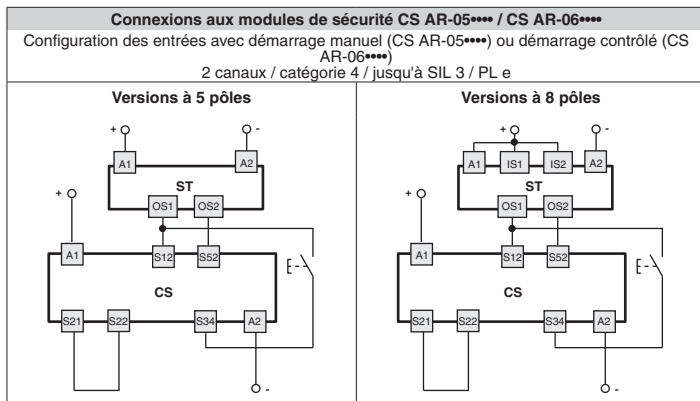 Connexions aux modules de sécurité CS AR-05•••• / CS AR-06••••
Configuration des entrées avec démarrage manuel (CS AR-05••••) ou démarrage contrôlé (CS
AR-06••••)
2 canaux / catégorie 4 / jusqu'à SIL 3 / PL e
Versions à 5 pôles
+ -
A1 A2
ST
OS1 OS2
+
A1 S12 S52
CS
S21 S22 S34 A2
-
Versions à 8 pôles
+ -
A1 IS1 IS2 A2
ST
OS1 OS2
+
A1 S12 S52
CS
S21 S22 S34 A2
-